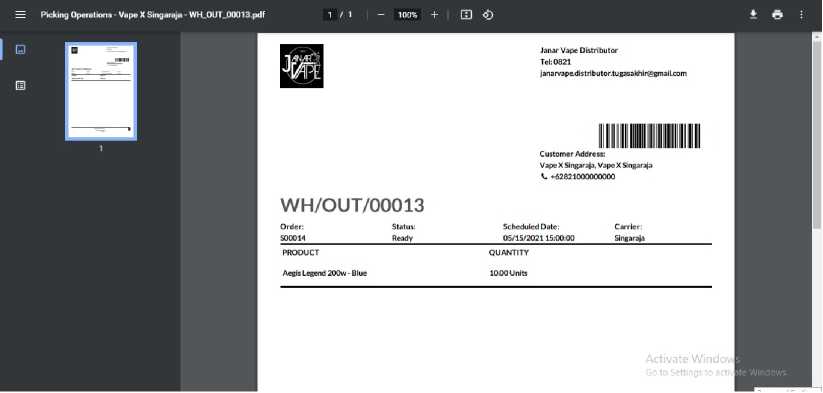 Picking Operations - Vape X Singaraja - WH_OUT_00013.pdf
1 / 1
100%
JANAR
VAPE
Janar Vape Distributor
Tel: 0821
janarvape.distributor.tugasakhir@gmail.com
1
Customer Address:
Vape X Singaraja, Vape X Singaraja
+62821000000000
WH/OUT/00013
Order: Status: Scheduled Date: Carrier:
S00014 Ready 05/15/2021 15:00:00 Singaraja
PRODUCT QUANTITY
Aegis Legend 200w - Blue 10.00 Units
Activate Windows
Go to Settings to activate Windows.